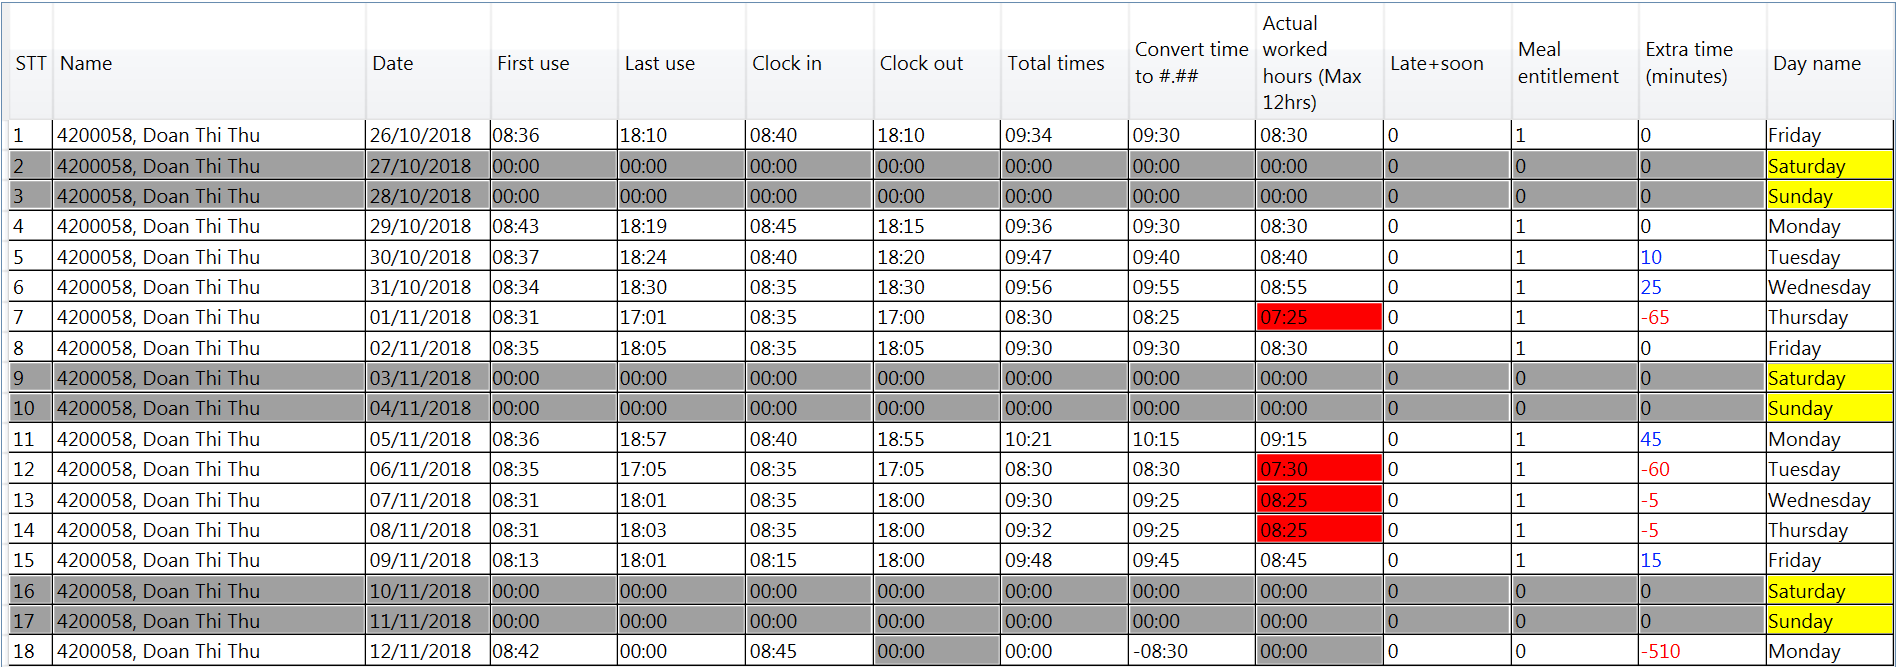 STT Name Date First use Last use Clock in Clock out Total times Convert time to #.## Actual worked hours (Max 12hrs) Late+soon Meal entitlement Extra time (minutes) Day name
1 4200058, Doan Thi Thu 26/10/2018 08:36 18:10 08:40 18:10 09:34 09:30 08:30 0 1 0 Friday
2 4200058, Doan Thi Thu 27/10/2018 00:00 00:00 00:00 00:00 00:00 00:00 00:00 0 0 0 Saturday
3 4200058, Doan Thi Thu 28/10/2018 00:00 00:00 00:00 00:00 00:00 00:00 00:00 0 0 0 Sunday
4 4200058, Doan Thi Thu 29/10/2018 08:43 18:19 08:45 18:15 09:36 09:30 08:30 0 1 0 Monday
5 4200058, Doan Thi Thu 30/10/2018 08:37 18:24 08:40 18:20 09:47 09:40 08:40 0 1 10 Tuesday
6 4200058, Doan Thi Thu 31/10/2018 08:34 18:30 08:35 18:30 09:56 09:55 08:55 0 1 25 Wednesday
7 4200058, Doan Thi Thu 01/11/2018 08:31 17:01 08:35 17:00 08:30 08:25 07:25 0 1 -65 Thursday
8 4200058, Doan Thi Thu 02/11/2018 08:35 18:05 08:35 18:05 09:30 09:30 08:30 0 1 0 Friday
9 4200058, Doan Thi Thu 03/11/2018 00:00 00:00 00:00 00:00 00:00 00:00 00:00 0 0 0 Saturday
10 4200058, Doan Thi Thu 04/11/2018 00:00 00:00 00:00 00:00 00:00 00:00 00:00 0 0 0 Sunday
11 4200058, Doan Thi Thu 05/11/2018 08:36 18:57 08:40 18:55 10:21 10:15 09:15 0 1 45 Monday
12 4200058, Doan Thi Thu 06/11/2018 08:35 17:05 08:35 17:05 08:30 08:30 07:30 0 1 -60 Tuesday
13 4200058, Doan Thi Thu 07/11/2018 08:31 18:01 08:35 18:00 09:30 09:25 08:25 0 1 -5 Wednesday
14 4200058, Doan Thi Thu 08/11/2018 08:31 18:03 08:35 18:00 09:32 09:25 08:25 0 1 -5 Thursday
15 4200058, Doan Thi Thu 09/11/2018 08:13 18:01 08:15 18:00 09:48 09:45 08:45 0 1 15 Friday
16 4200058, Doan Thi Thu 10/11/2018 00:00 00:00 00:00 00:00 00:00 00:00 00:00 0 0 0 Saturday
17 4200058, Doan Thi Thu 11/11/2018 00:00 00:00 00:00 00:00 00:00 00:00 00:00 0 0 0 Sunday
18 4200058, Doan Thi Thu 12/11/2018 08:42 00:00 08:45 00:00 00:00 -08:30 00:00 0 0 -510 Monday